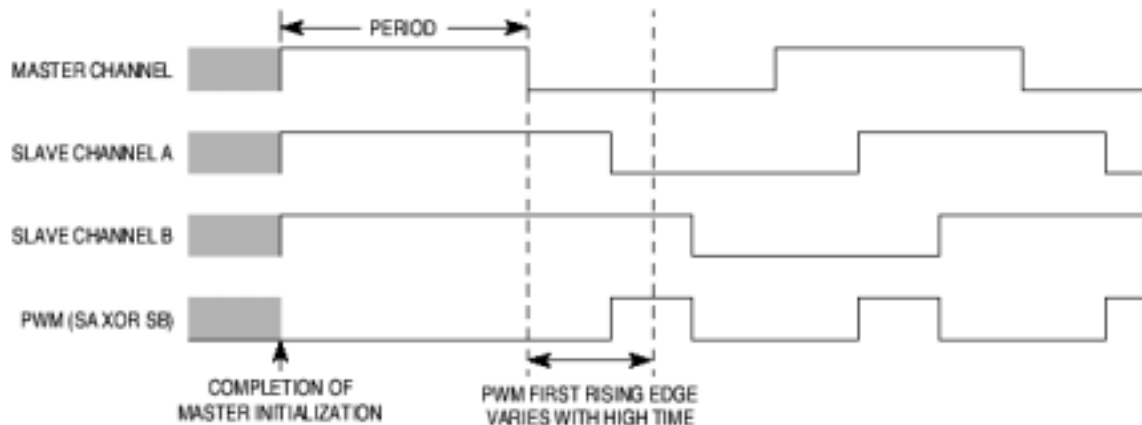 PERIOD
MASTER CHANNEL
SLAVE CHANNEL A
SLAVE CHANNEL B
PWM (SA XOR SB)
COMPLETION OF
MASTER INITIALIZATION
PWM FIRST RISING EDGE
VARIES WITH HIGH TIME